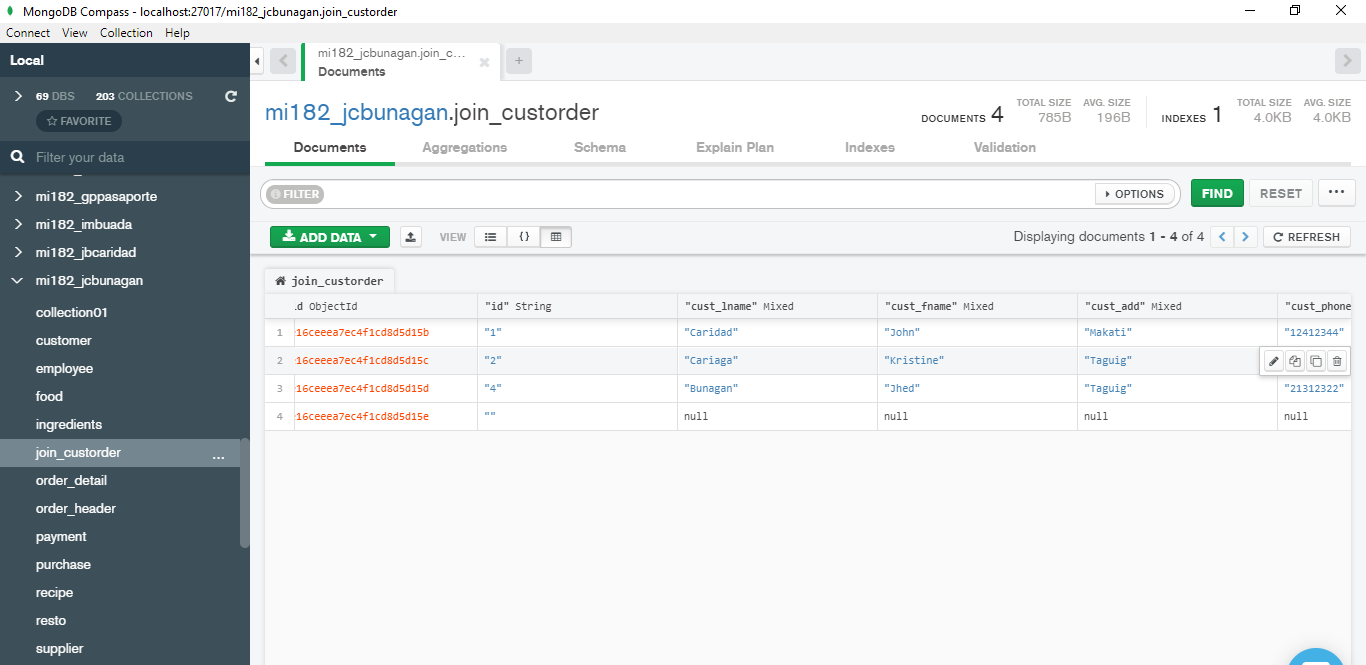 MongoDB Compass - localhost:27017/mi182_jcbunagan.join_custorder
Connect View Collection Help
Local
69 DBS 203 COLLECTIONS
FAVORITE
Filter your data
mi182_gppasaporte
mi182_imbuada
mi182_jbcaridad
mi182_jcbunagan
collection01
customer
employee
food
ingredients
join_custorder ...
order_detail
order_header
payment
purchase
recipe
resto
supplier
mi182_jcbunagan.join_c...
Documents
+
mi182_jcbunagan.join_custorder
DOCUMENTS 4 TOTAL SIZE 785B AVG. SIZE 196B INDEXES 1 TOTAL SIZE 4.0KB AVG. SIZE 4.0KB
Documents Aggregations Schema Explain Plan Indexes Validation
FILTER OPTIONS FIND RESET ...
ADD DATA VIEW {} Displaying documents 1 - 4 of 4 REFRESH
join_custorder
.d ObjectId "id" String "cust_lname" Mixed "cust_fname" Mixed "cust_add" Mixed "cust_phone
1 16ceeea7ec4f1cd8d5d15b "1" "Caridad" "John" "Makati" "12412344"
2 16ceeea7ec4f1cd8d5d15c "2" "Cariaga" "Kristine" "Taguig"
3 16ceeea7ec4f1cd8d5d15d "4" "Bunagan" "Jhed" "Taguig" "21312322"
4 16ceeea7ec4f1cd8d5d15e "" null null null null